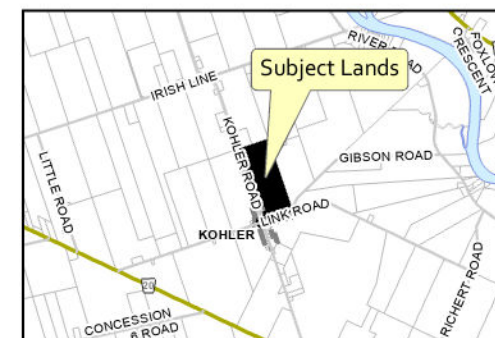 FOXLOW
CRESCENT
RIVER ROAD
Subject Lands
IRISH LINE
KOHLER ROAD
GIBSON ROAD
LITTLE ROAD
LINK ROAD
KOHLER
RICHERT ROAD
20
CONCESSION
6 ROAD